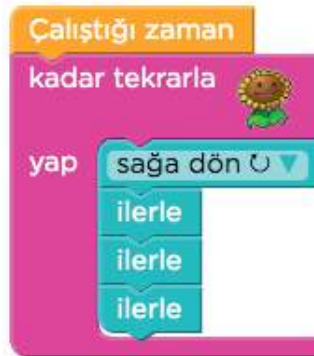 Çalıştığı zaman
kadar tekrarla
yap sağa dön ↻ ▼
ilerle
ilerle
ilerle